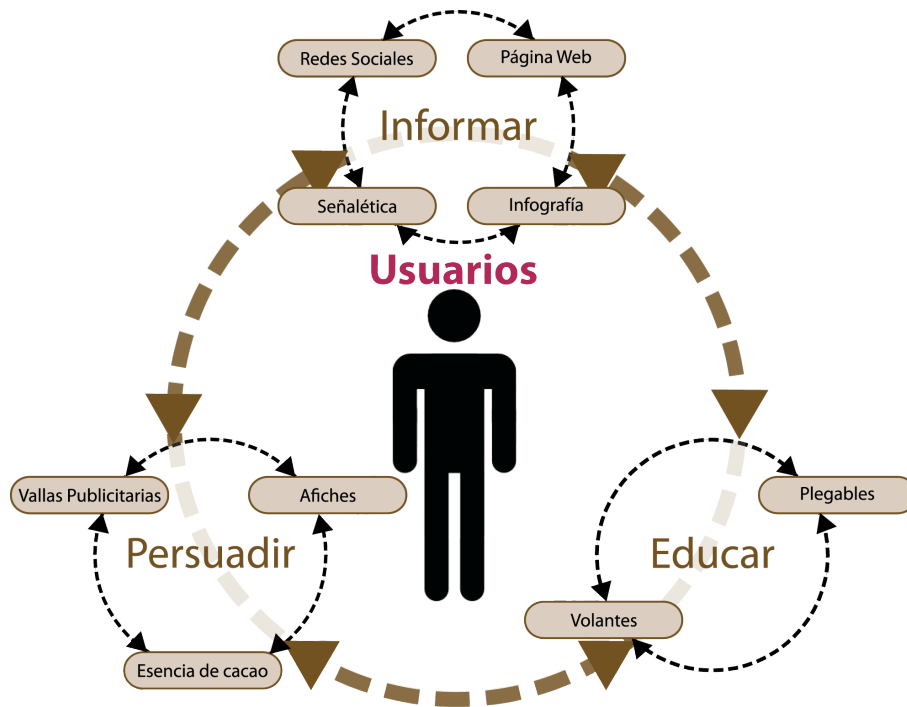 Redes Sociales
Página Web
Informar
Señalética
Infografía
Usuarios
Vallas Publicitarias
Afiches
Plegables
Persuadir
Educar
Volantes
Esencia de cacao